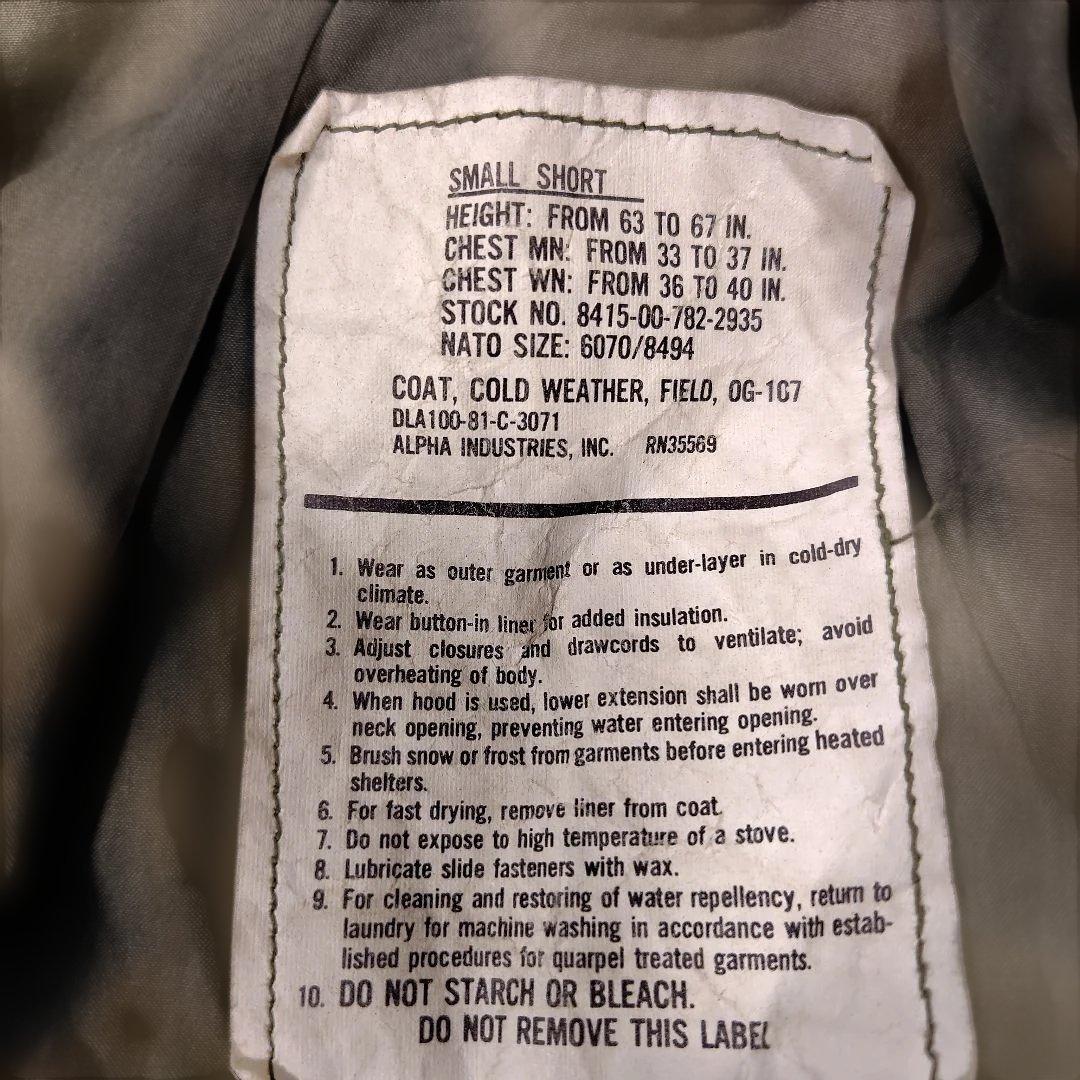 SMALL SHORT
HEIGHT: FROM 63 TO 67 IN.
CHEST MN: FROM 33 TO 37 IN.
CHEST WN: FROM 36 TO 40 IN.
STOCK NO. 8415-00-782-2935
NATO SIZE: 6070/8494
COAT, COLD WEATHER, FIELD, OG-107
DLA100-81-C-3071
ALPHA INDUSTRIES, INC. RN35569
1. Wear as outer garment or as under-layer in cold-dry
climate.
2. Wear button-in liner for added insulation.
3. Adjust closures and drawcords to ventilate; avoid
overheating of body.
4. When hood is used, lower extension shall be worn over
neck opening, preventing water entering opening.
5. Brush snow or frost from garments before entering heated
shelters.
6. For fast drying, remove liner from coat.
7. Do not expose to high temperature of a stove.
8. Lubricate slide fasteners with wax.
9. For cleaning and restoring of water repellency, return to
laundry for machine washing in accordance with estab-
lished procedures for quarpel treated garments.
10. DO NOT STARCH OR BLEACH.
DO NOT REMOVE THIS LABEL